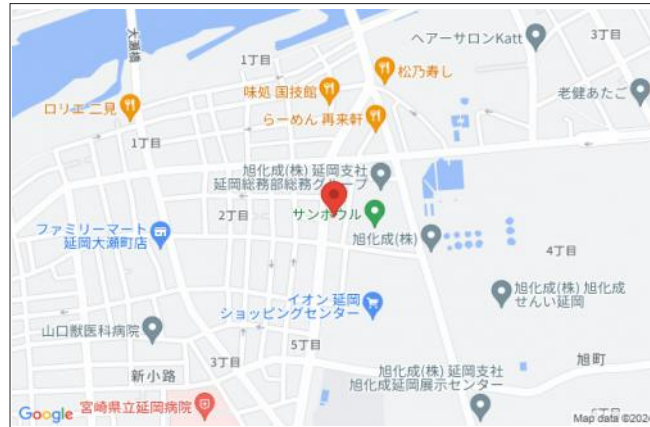 大瀬橋
1丁目
1丁目
ヘアーサロンKatt
3丁目
松乃寿し
味処 国技館
老健あたご
ロリエ 二見
らーめん 再来軒
1丁目
旭化成(株) 延岡支社
延岡総務部総務グループ
2丁目
サンボウル
ファミリーマート
延岡大瀬町店
旭化成(株)
4丁目
旭化成(株) 旭化成
せんい延岡
イオン 延岡
ショッピングセンター
山口獣医科病院
5丁目
3丁目
旭町
新小路
旭化成(株) 延岡支社
旭化成延岡展示センター
宮崎県立延岡病院
Google
Map data ©2024